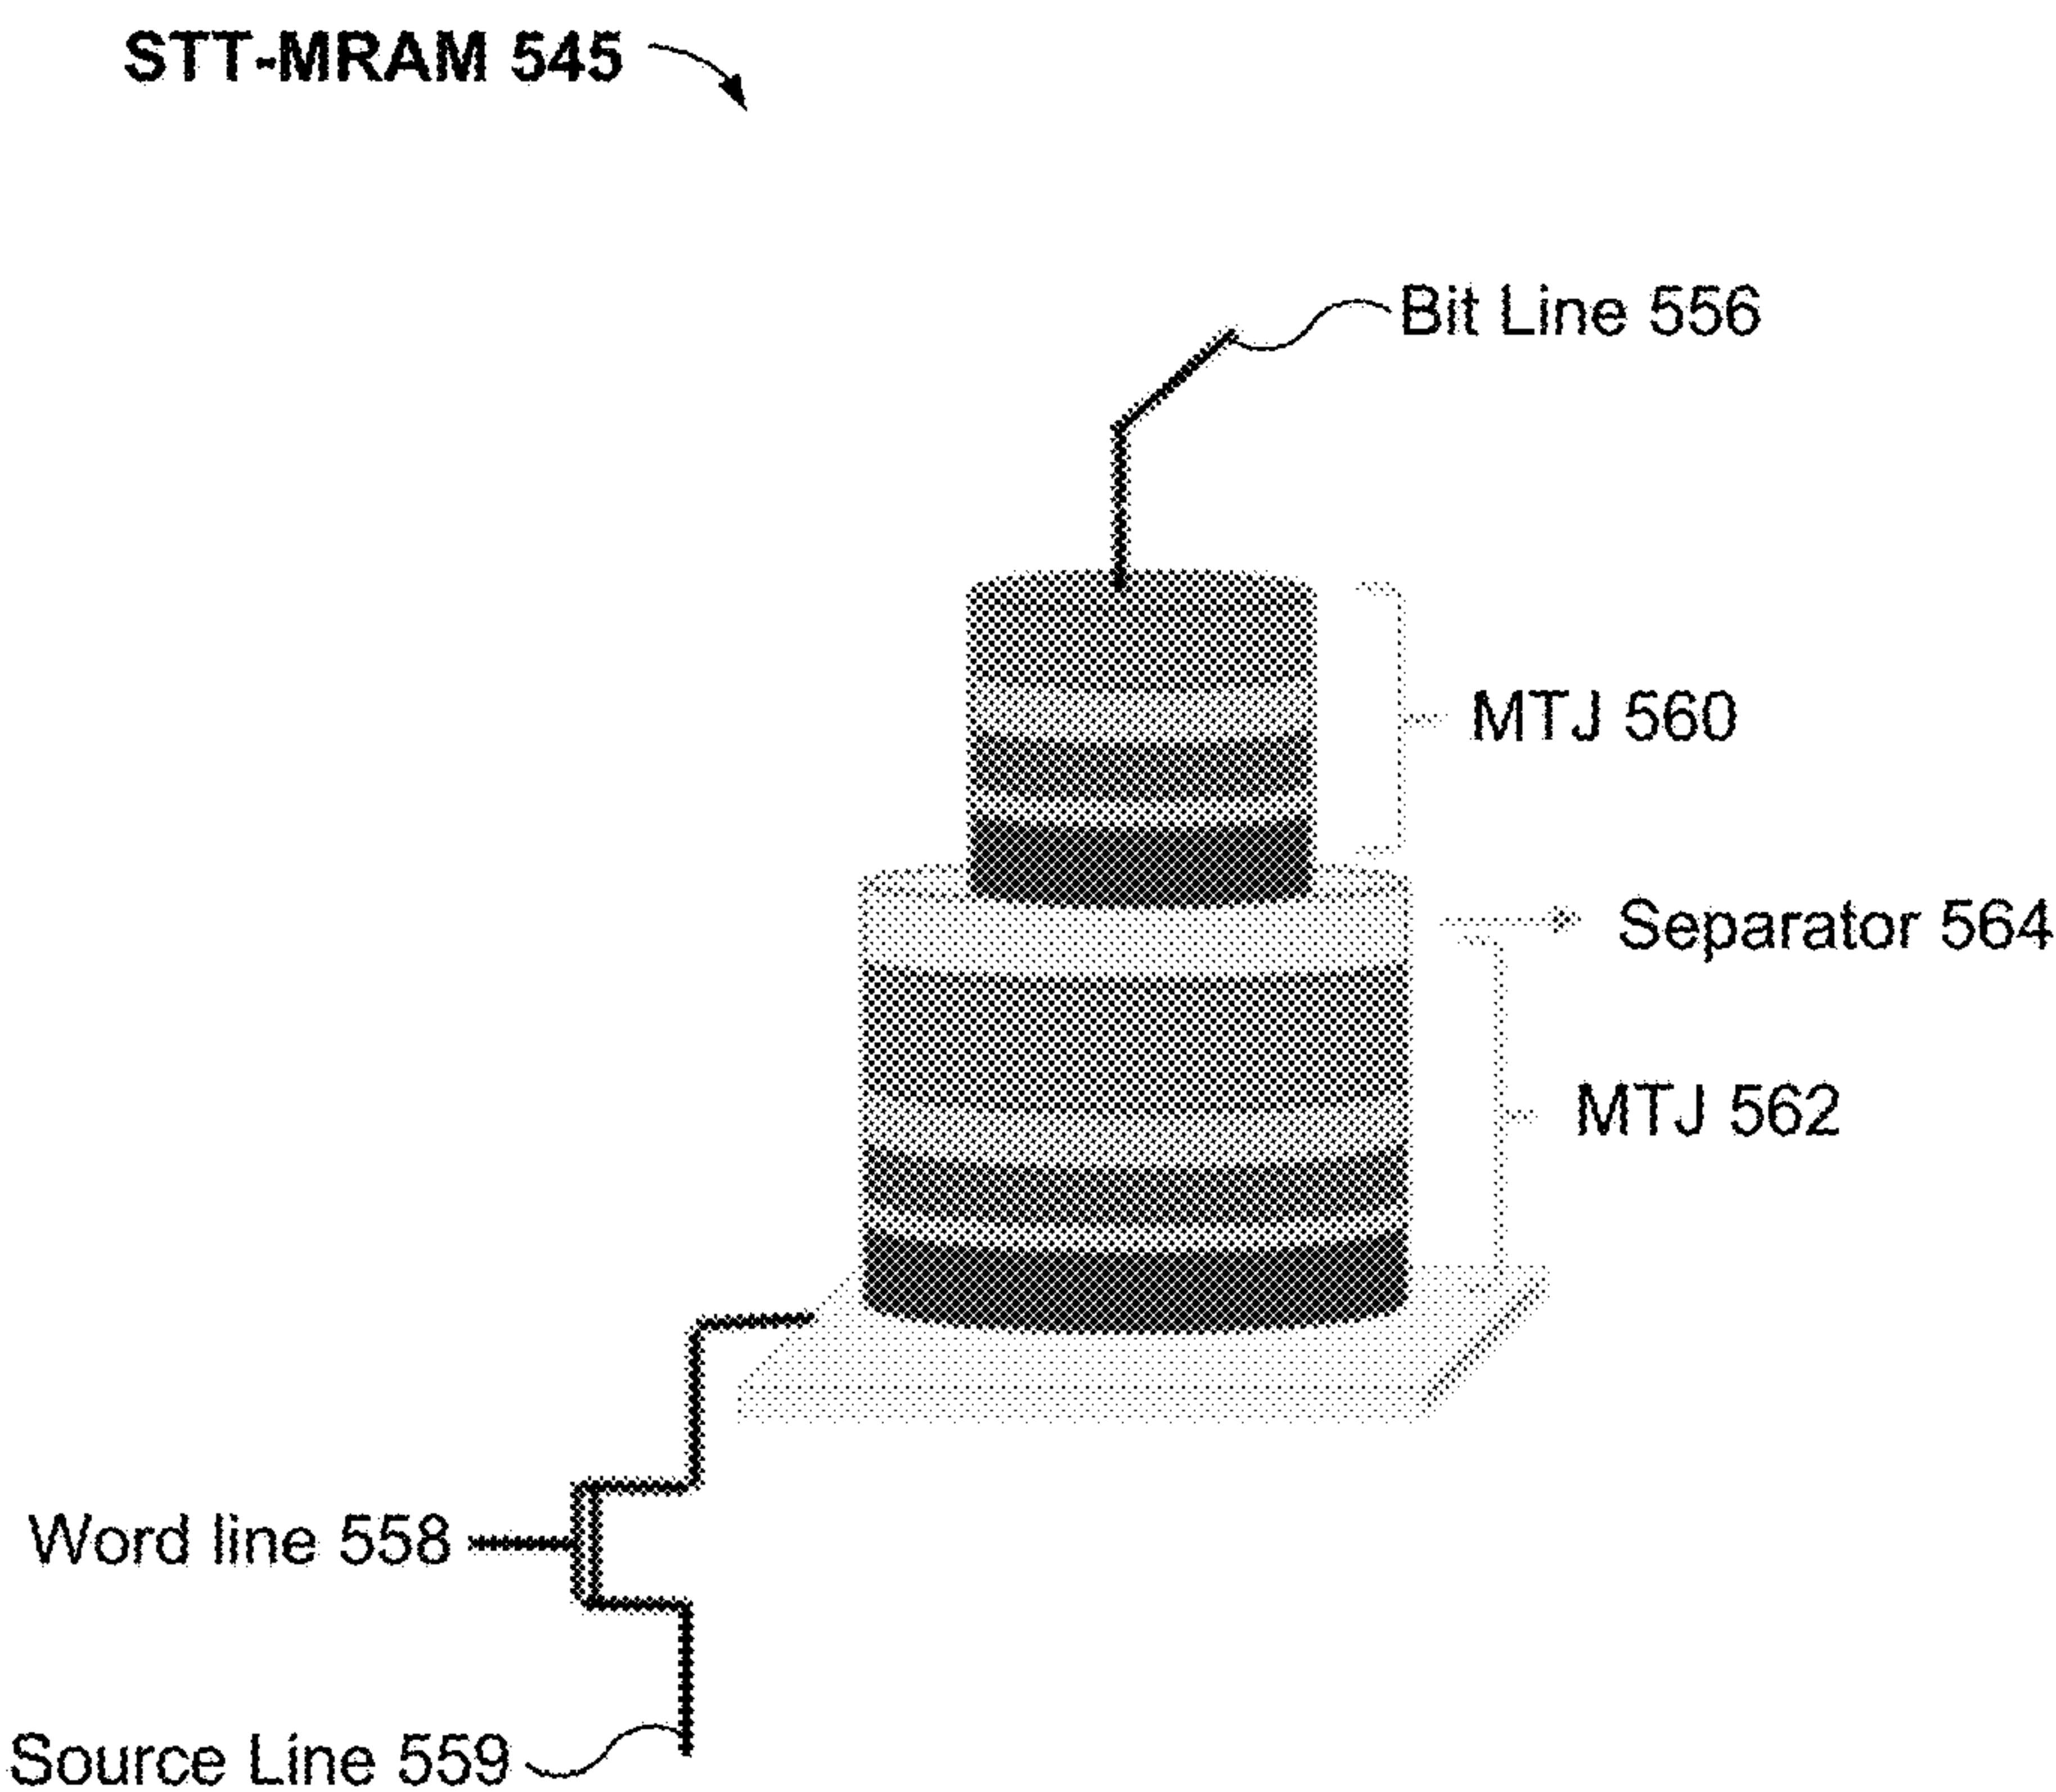 STT-MRAM 545
Bit Line 556
MTJ 560
Separator 564
MTJ 562
Word line 558
Source Line 559